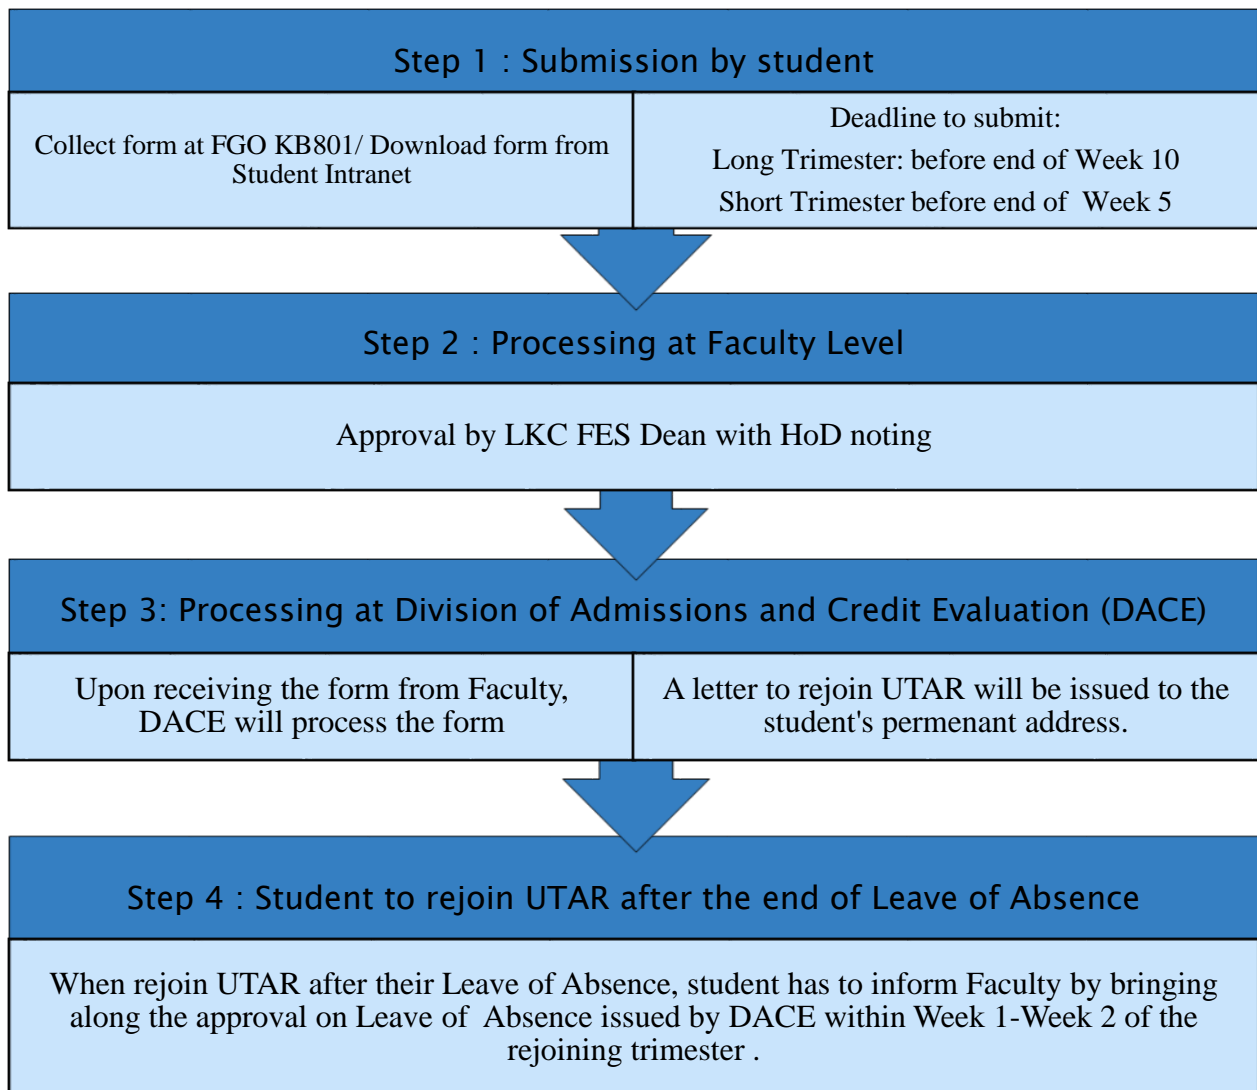 Step 1 : Submission by student
Collect form at FGO KB801/ Download form from
Student Intranet
Deadline to submit:
Long Trimester: before end of Week 10
Short Trimester before end of  Week 5
Step 2 : Processing at Faculty Level
Approval by LKC FES Dean with HoD noting
Step 3: Processing at Division of Admissions and Credit Evaluation (DACE)
Upon receiving the form from Faculty,
DACE will process the form
A letter to rejoin UTAR will be issued to the
student's permenant address.
Step 4 : Student to rejoin UTAR after the end of Leave of Absence
When rejoin UTAR after their Leave of Absence, student has to inform Faculty by bringing
along the approval on Leave of  Absence issued by DACE within Week 1-Week 2 of the
rejoining trimester .